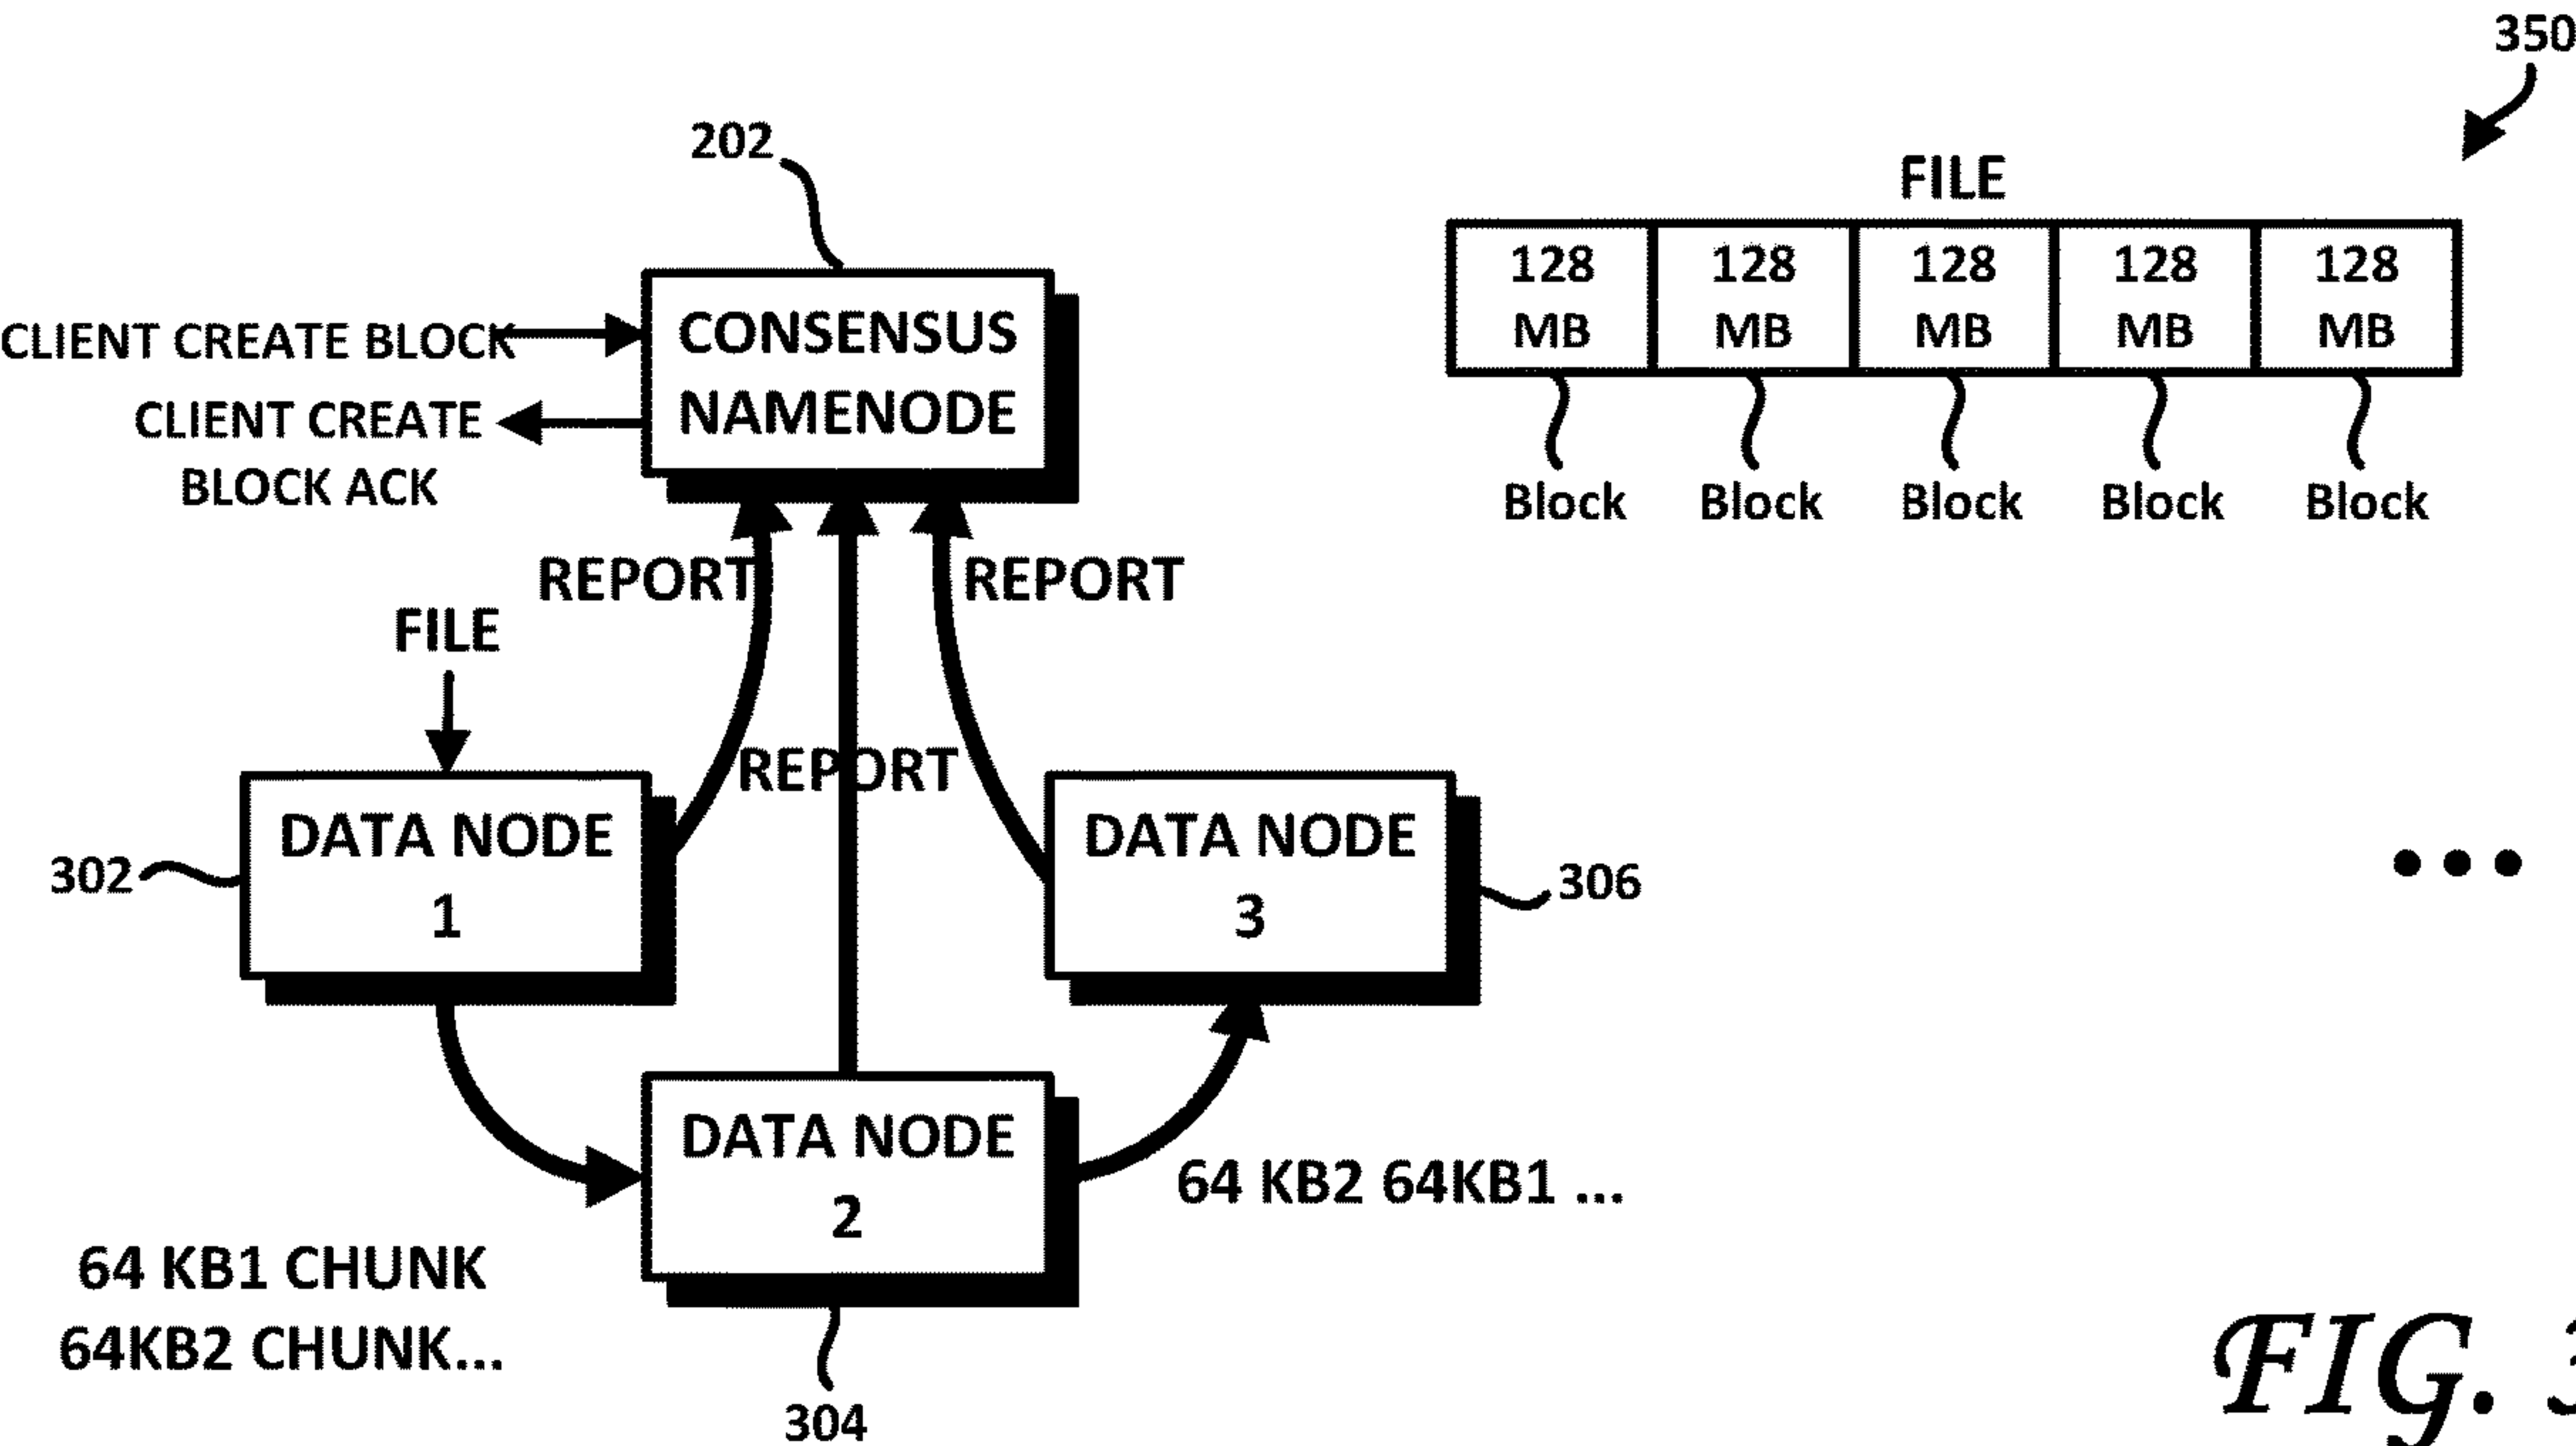 350
202
FILE
128 128 128 128 128
MB MB MB MB MB
Block Block Block Block Block
CLIENT CREATE BLOCK
CLIENT CREATE
BLOCK ACK
CONSENSUS
NAMENODE
REPORT
REPORT
FILE
REPORT
302
DATA NODE
1
DATA NODE
3
306
...
DATA NODE
2
64 KB2 64KB1 ...
64 KB1 CHUNK
64KB2 CHUNK...
304
FIG. 3